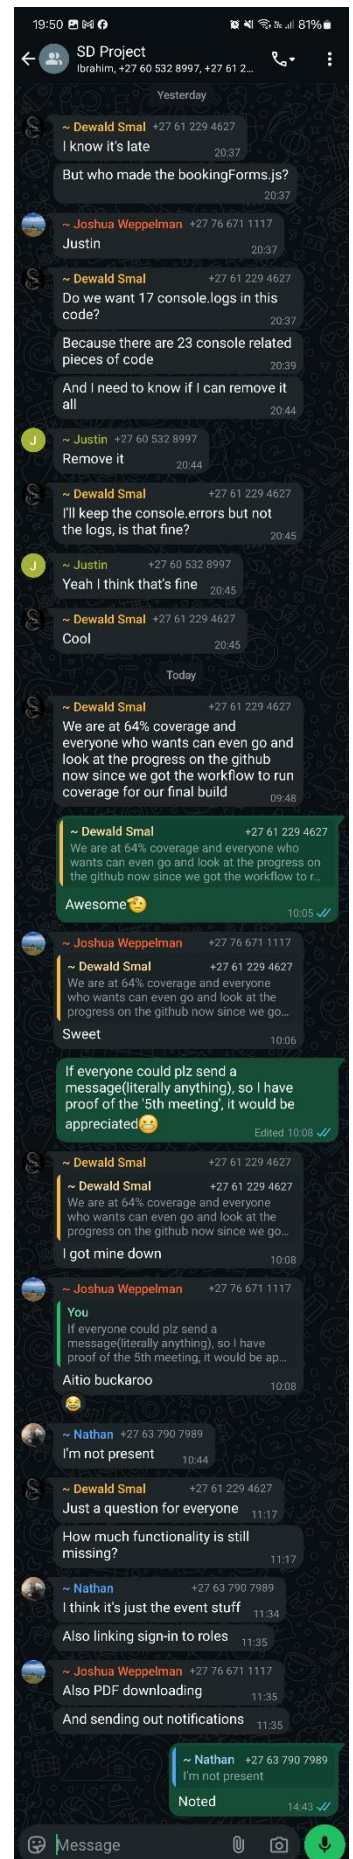 19:50
81%
SD Project
Ibrahim, +27 60 532 8997, +27 61 2...
Yesterday
~ Dewald Smal +27 61 229 4627
I know it's late
20:37
But who made the bookingForms.js?
20:37
~ Joshua Weppelman +27 76 671 1117
Justin
20:37
~ Dewald Smal +27 61 229 4627
Do we want 17 console.logs in this
code?
20:37
Because there are 23 console related
pieces of code
20:39
And I need to know if I can remove it
all
20:44
J
~ Justin +27 60 532 8997
Remove it
20:44
~ Dewald Smal +27 61 229 4627
I'll keep the console.errors but not
the logs, is that fine?
20:45
J
~ Justin +27 60 532 8997
Yeah I think that's fine
20:45
~ Dewald Smal +27 61 229 4627
Cool
20:45
Today
~ Dewald Smal +27 61 229 4627
We are at 64% coverage and
everyone who wants can even go and
look at the progress on the github
now since we got the workflow to run
coverage for our final build
09:48
~ Dewald Smal +27 61 229 4627
We are at 64% coverage and everyone who
wants can even go and look at the progress on
the github now since we got the workflow to r...
Awesome🫡
10:05
~ Joshua Weppelman +27 76 671 1117
~ Dewald Smal +27 61 229 4627
We are at 64% coverage and everyone
who wants can even go and look at the
progress on the github now since we go...
Sweet
10:06
If everyone could plz send a
message(literally anything), so I have
proof of the '5th meeting', it would be
appreciated😬
Edited 10:08
~ Dewald Smal +27 61 229 4627
~ Dewald Smal +27 61 229 4627
We are at 64% coverage and everyone
who wants can even go and look at the
progress on the github now since we go...
I got mine down
10:08
~ Joshua Weppelman +27 76 671 1117
You
If everyone could plz send a
message(literally anything), so I have
proof of the '5th meeting', it would be ap...
Aitio buckaroo
10:08
😂
~ Nathan +27 63 790 7989
I'm not present
10:44
~ Dewald Smal +27 61 229 4627
Just a question for everyone
11:17
How much functionality is still
missing?
11:17
~ Nathan +27 63 790 7989
I think it's just the event stuff
11:34
Also linking sign-in to roles
11:35
~ Joshua Weppelman +27 76 671 1117
Also PDF downloading
11:35
And sending out notifications
11:35
~ Nathan +27 63 790 7989
I'm not present
Noted
14:43
Message